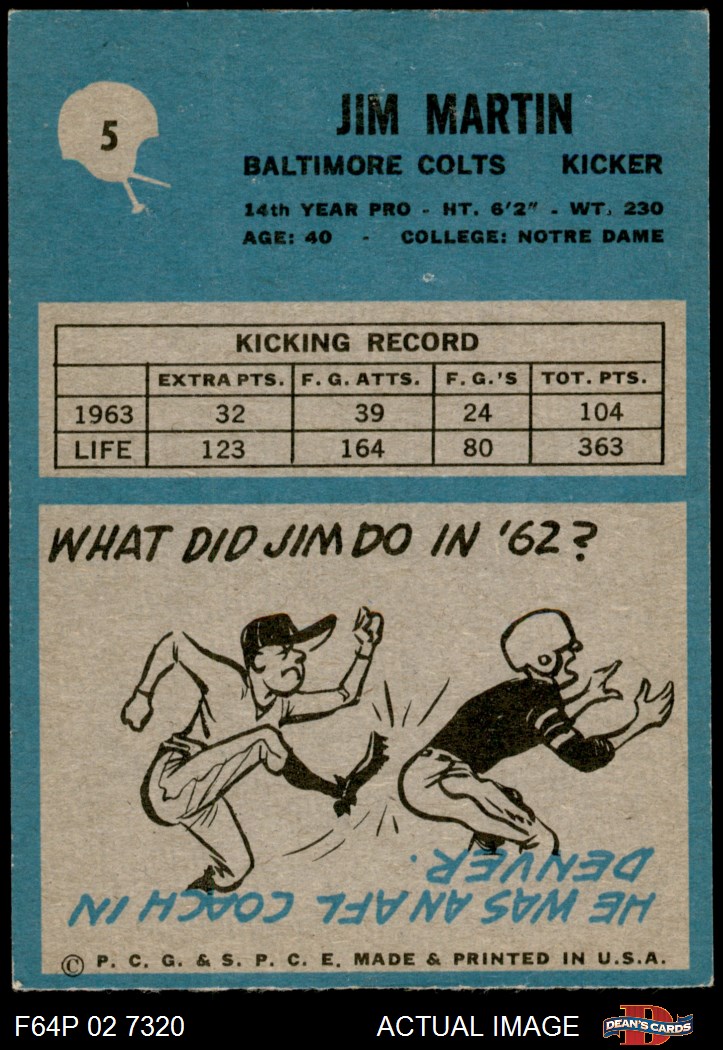 5
JIM MARTIN
BALTIMORE COLTS KICKER
14th YEAR PRO - HT. 6'2" - WT. 230
AGE: 40 - COLLEGE: NOTRE DAME
KICKING RECORD
EXTRA PTS. F. G. ATTS. F. G.'S TOT. PTS.
1963 32 39 24 104
LIFE 123 164 80 363
WHAT DID JIM DO IN '62?
HE WAS AN AFL COACH IN
DENVER.
© P. C. G. & S. P. C. E. MADE & PRINTED IN U.S.A.
F64P 02 7320 ACTUAL IMAGE D DEAN'S CARDS